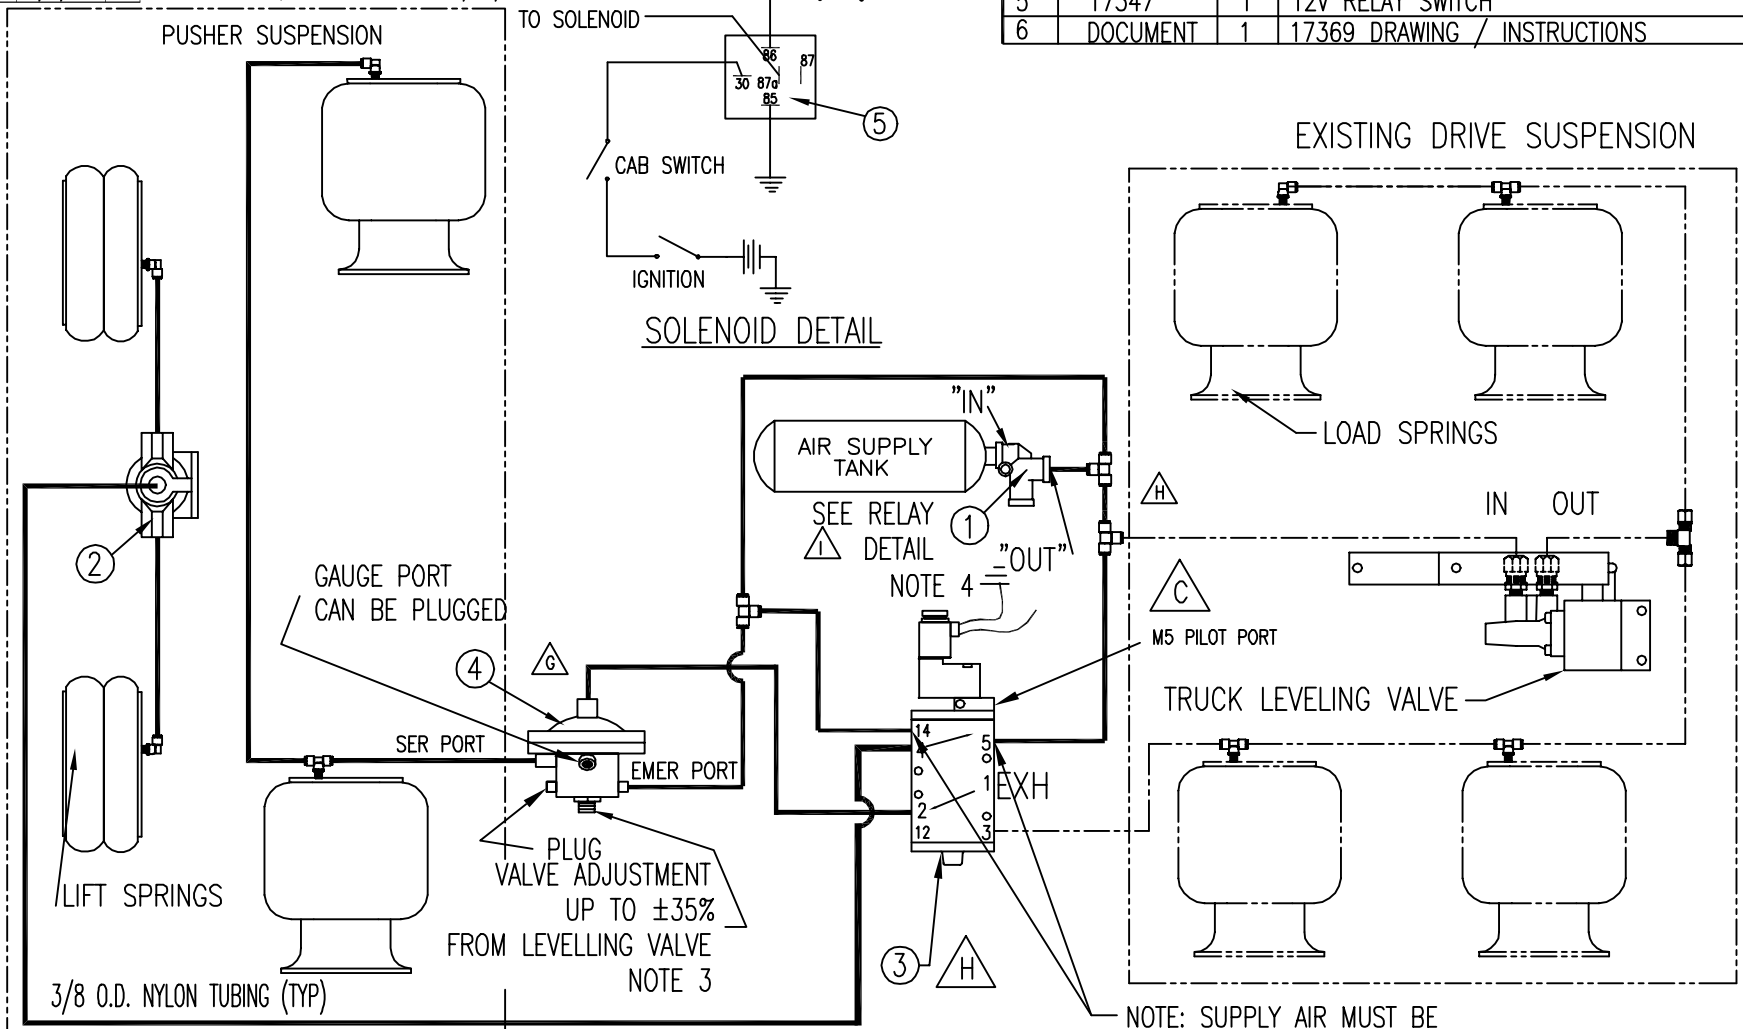 PUSHER SUSPENSION
TO SOLENOID
5 17347 1 12V RELAY SWITCH
6 DOCUMENT 1 17369 DRAWING / INSTRUCTIONS
86
87
30 87a
85
5
CAB SWITCH
IGNITION
SOLENOID DETAIL
EXISTING DRIVE SUSPENSION
"IN"
AIR SUPPLY
TANK
LOAD SPRINGS
SEE RELAY
I DETAIL
1
"OUT"
H
IN OUT
2
GAUGE PORT
CAN BE PLUGGED
NOTE 4
C
M5 PILOT PORT
4
G
TRUCK LEVELING VALVE
SER PORT
EMER PORT
14
4
5
1
EXH
2
12
3
PLUG
VALVE ADJUSTMENT
UP TO ±35%
FROM LEVELLING VALVE
NOTE 3
LIFT SPRINGS
3
H
3/8 O.D. NYLON TUBING (TYP)
NOTE: SUPPLY AIR MUST BE